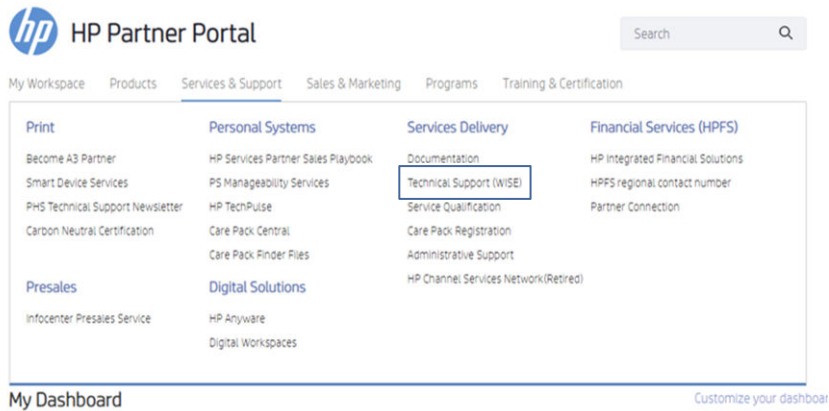 hp HP Partner Portal
Search
My Workspace Products Services & Support Sales & Marketing Programs Training & Certification
Print
Become A3 Partner
Smart Device Services
PHS Technical Support Newsletter
Carbon Neutral Certification
Presales
Infocenter Presales Service
Personal Systems
HP Services Partner Sales Playbook
PS Manageability Services
HP TechPulse
Care Pack Central
Care Pack Finder Files
Digital Solutions
HP Anyware
Digital Workspaces
Services Delivery
Documentation
Technical Support (WISE)
Service Qualification
Care Pack Registration
Administrative Support
HP Channel Services Network(Retired)
Financial Services (HPFS)
HP Integrated Financial Solutions
HPFS regional contact number
Partner Connection
My Dashboard
Customize your dashboar